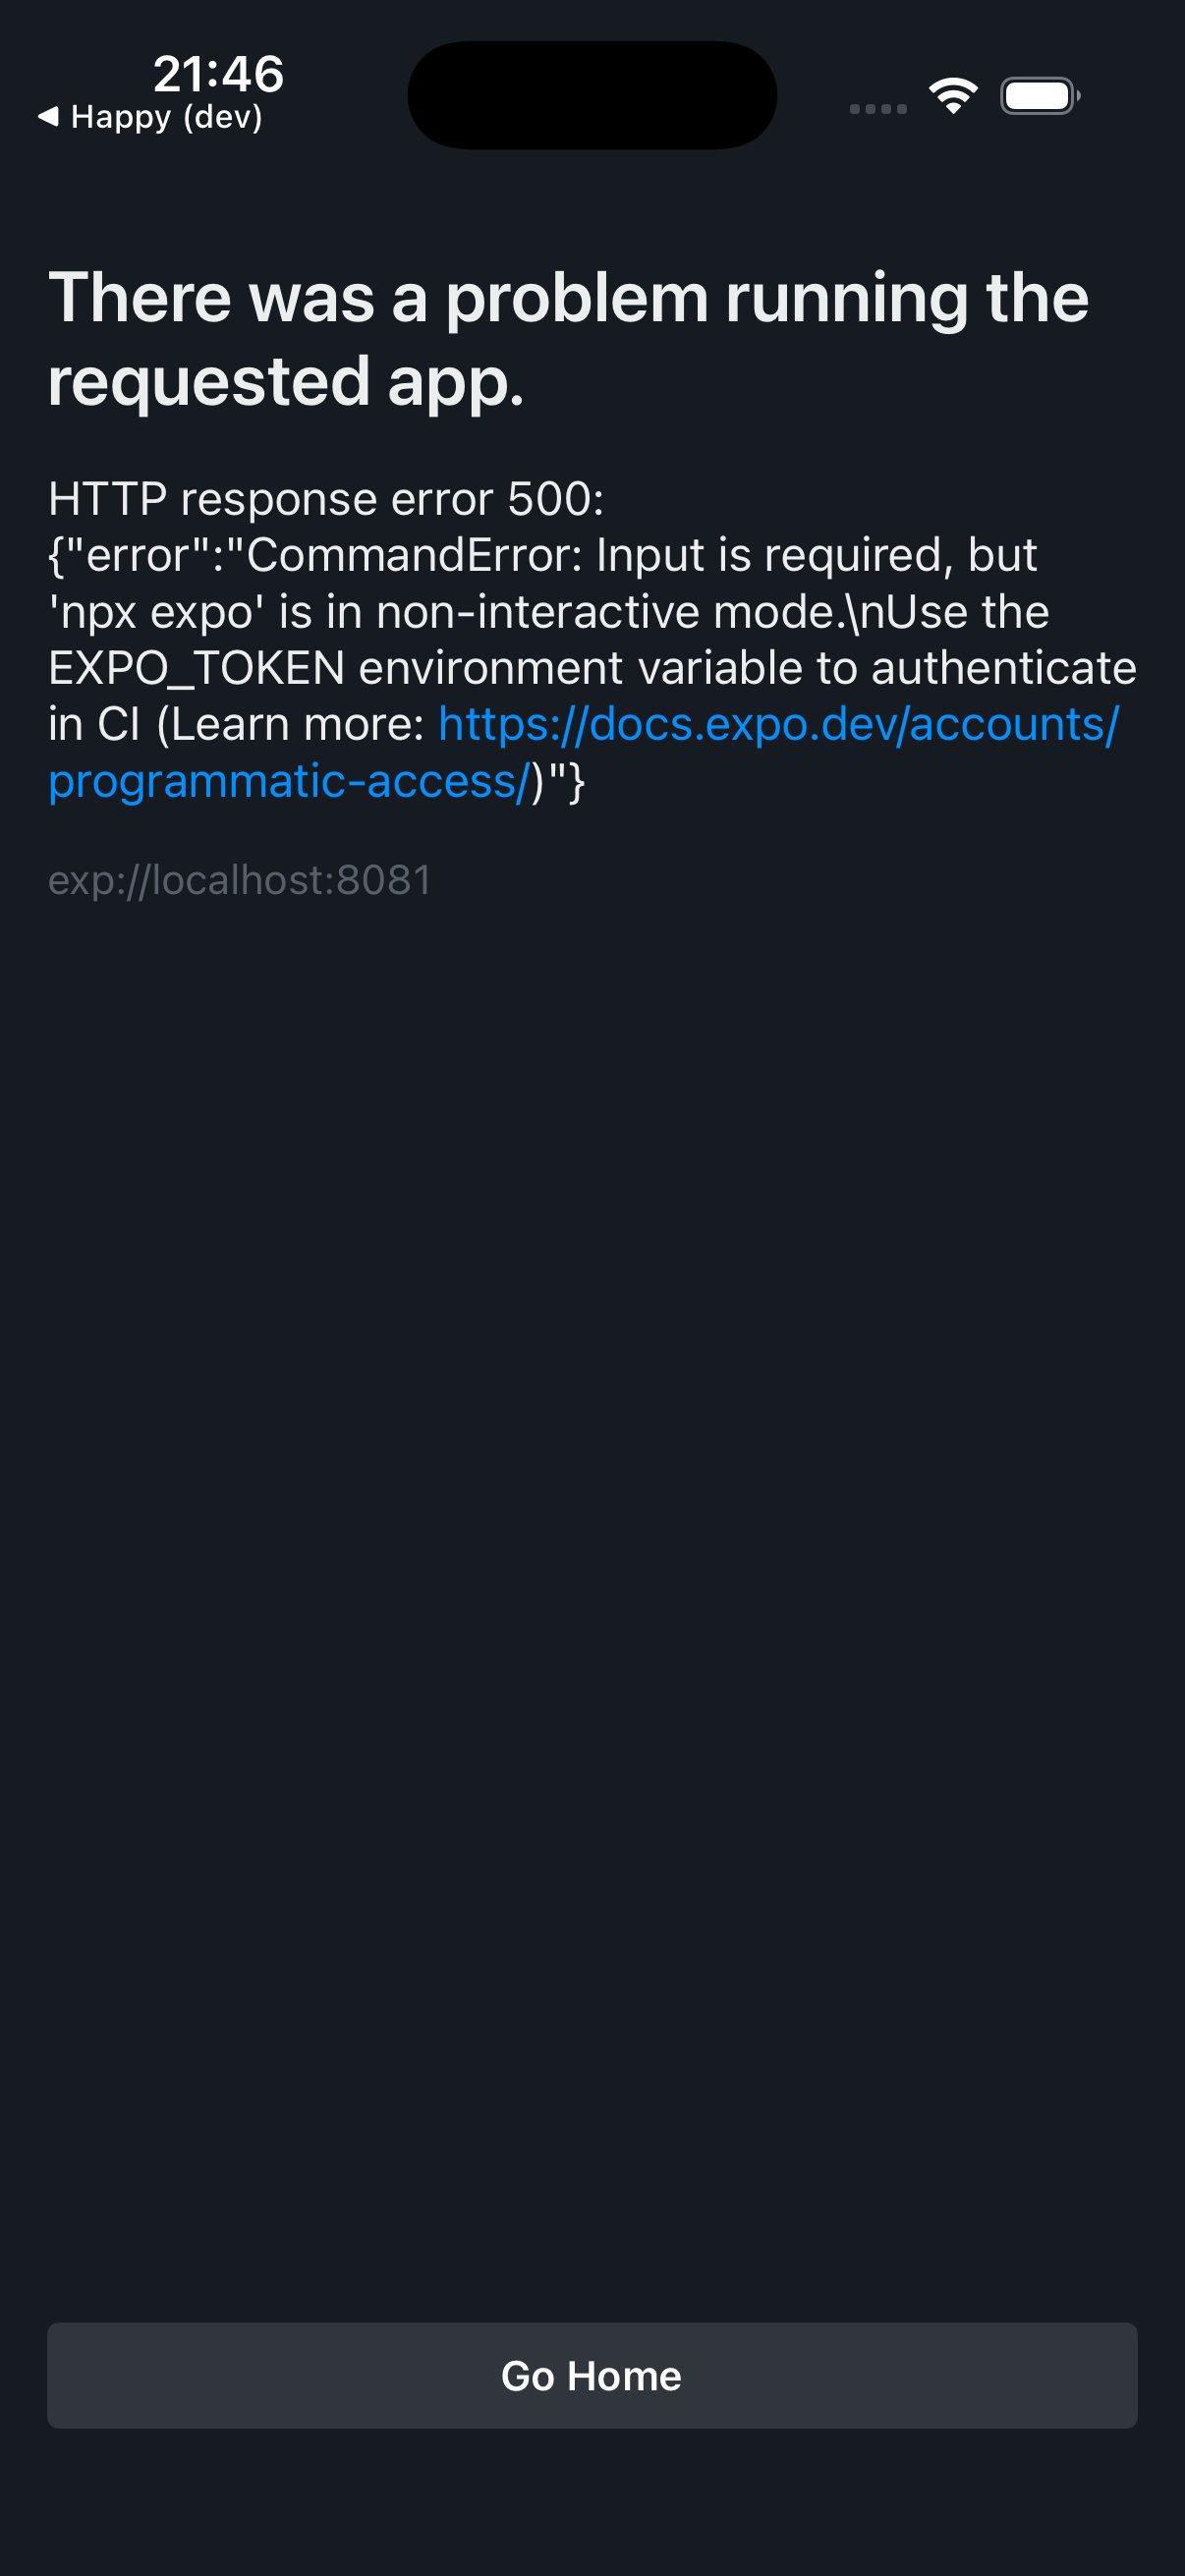 21:46
◀ Happy (dev)
There was a problem running the
requested app.
HTTP response error 500:
{"error":"CommandError: Input is required, but
'npx expo' is in non-interactive mode.\nUse the
EXPO_TOKEN environment variable to authenticate
in CI (Learn more: https://docs.expo.dev/accounts/
programmatic-access/)"}
exp://localhost:8081
Go Home